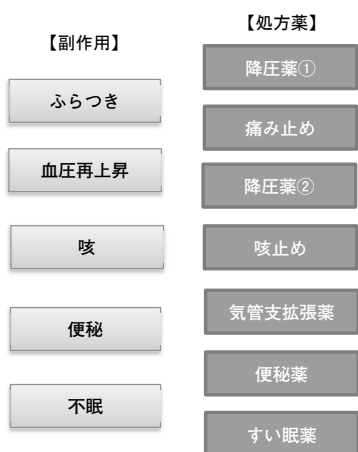 【副作用】
ふらつき
血圧再上昇
咳
便秘
不眠
【処方薬】
降圧薬①
痛み止め
降圧薬②
咳止め
気管支拡張薬
便秘薬
すい眠薬